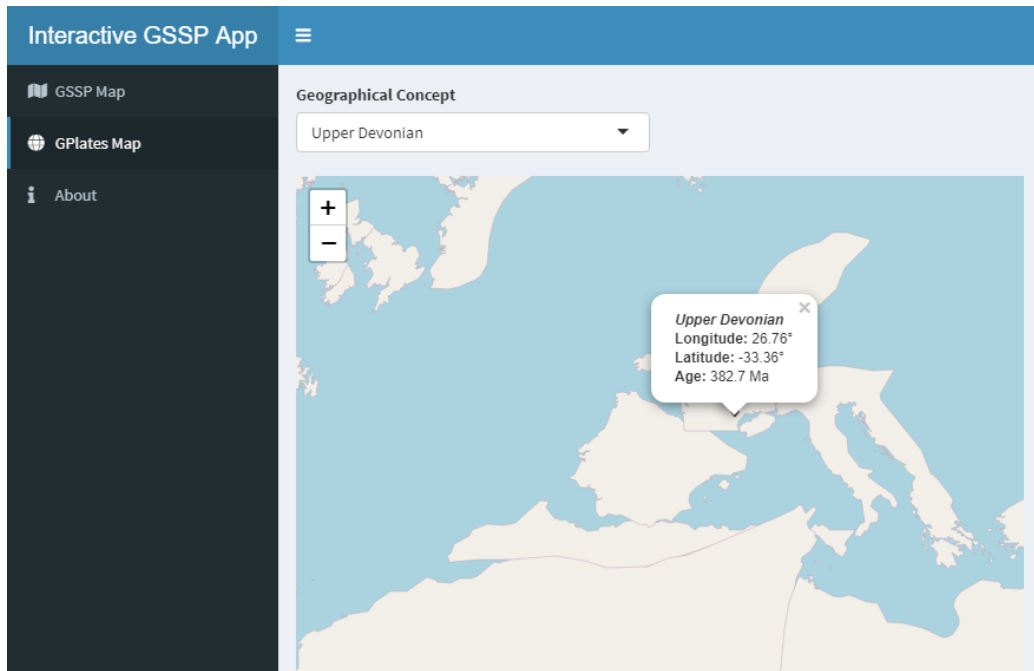 Interactive GSSP App
GSSP Map
GPlates Map
About
Geographical Concept
Upper Devonian
+
−
×
Upper Devonian
Longitude: 26.76°
Latitude: -33.36°
Age: 382.7 Ma